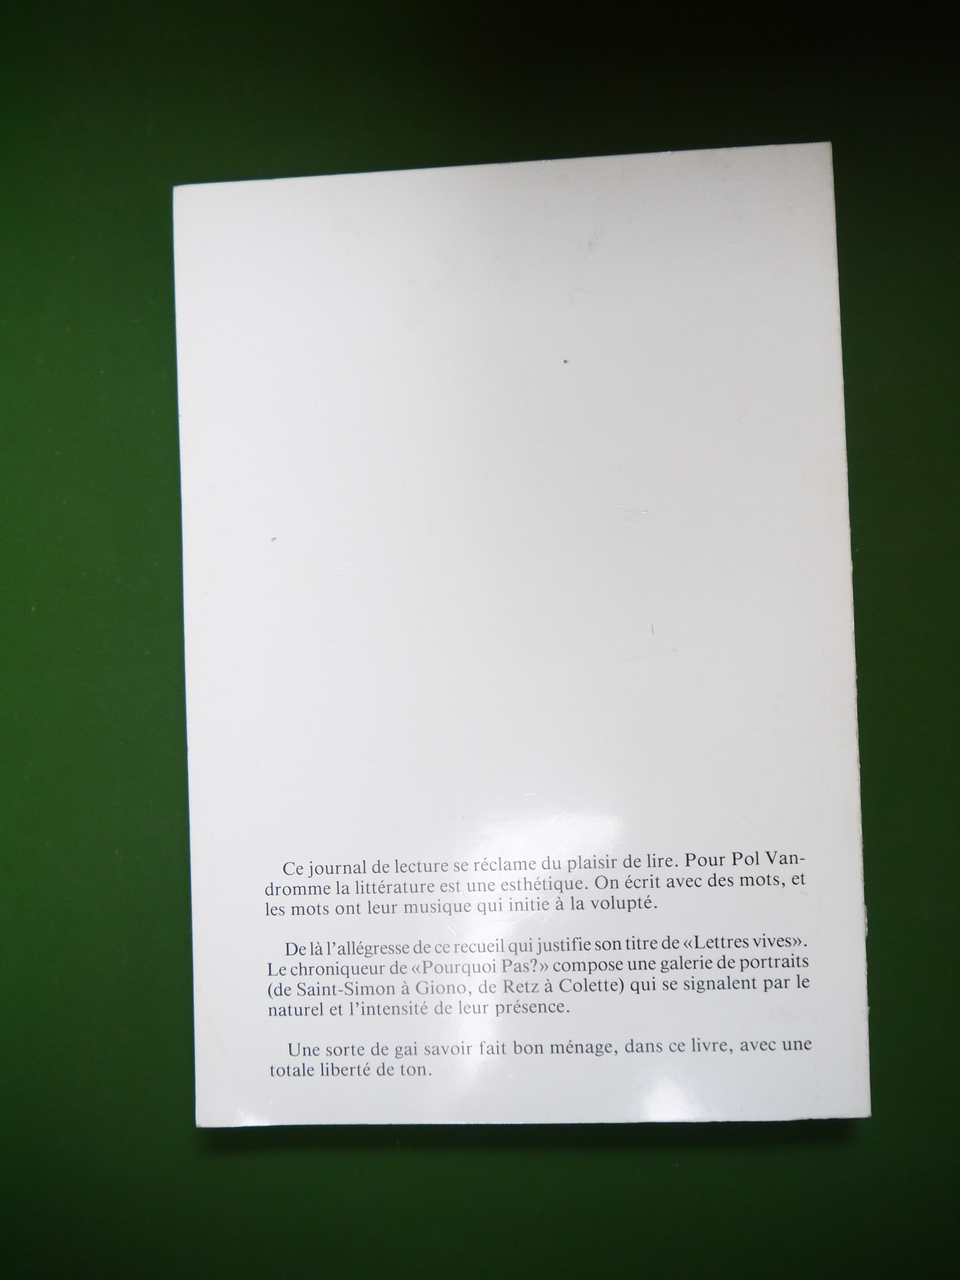 Ce journal de lecture se réclame du plaisir de lire. Pour Pol Van-
dromme la littérature est une esthétique. On écrit avec des mots, et
les mots ont leur musique qui initie à la volupté.
De là l'allégresse de ce recueil qui justifie son titre de «Lettres vives».
Le chroniqueur de «Pourquoi Pas?» compose une galerie de portraits
(de Saint-Simon à Giono, de Retz à Colette) qui se signalent par le
naturel et l'intensité de leur présence.
Une sorte de gai savoir fait bon ménage, dans ce livre, avec une
totale liberté de ton.